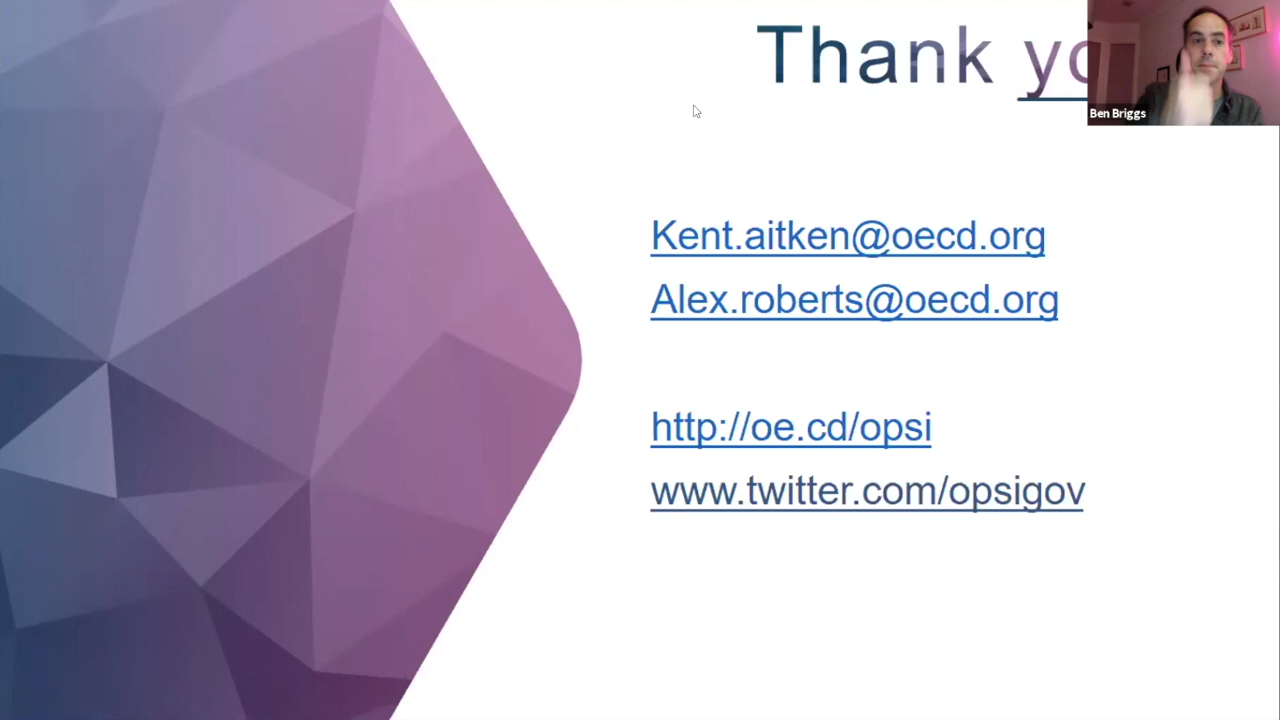 Thank yo
Ben Briggs
Kent.aitken@oecd.org
Alex.roberts@oecd.org
http://oe.cd/opsi
www.twitter.com/opsigov